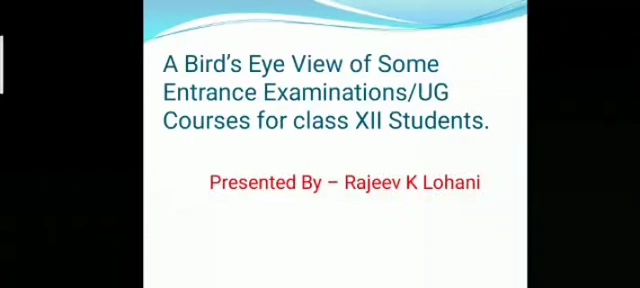 A Bird’s Eye View of Some
Entrance Examinations/UG
Courses for class XII Students.
Presented By – Rajeev K Lohani